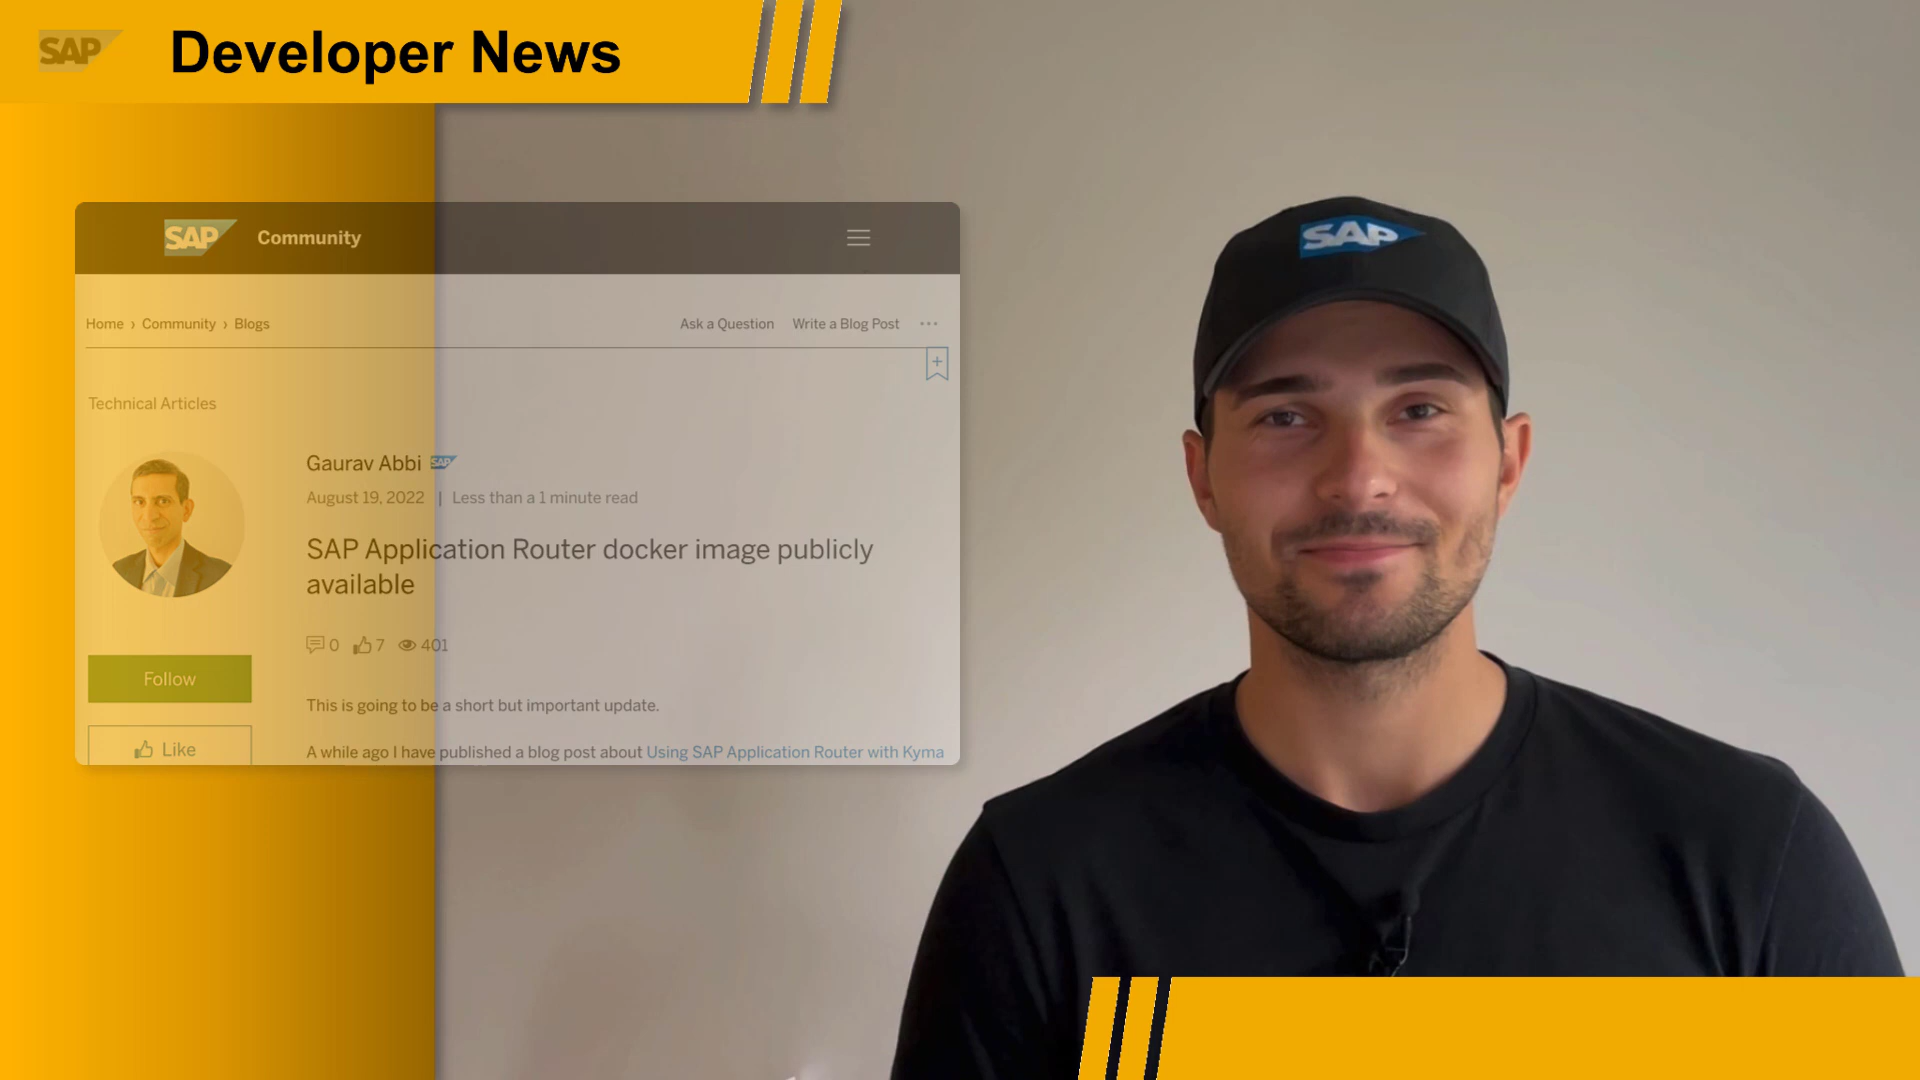 SAP Developer News
SAP Community
SAP
Home › Community › Blogs
Ask a Question Write a Blog Post ...
Technical Articles
Gaurav Abbi SAP
August 19, 2022 | Less than a 1 minute read
SAP Application Router docker image publicly
available
0 7 401
Follow
This is going to be a short but important update.
Like
A while ago I have published a blog post about Using SAP Application Router with Kyma